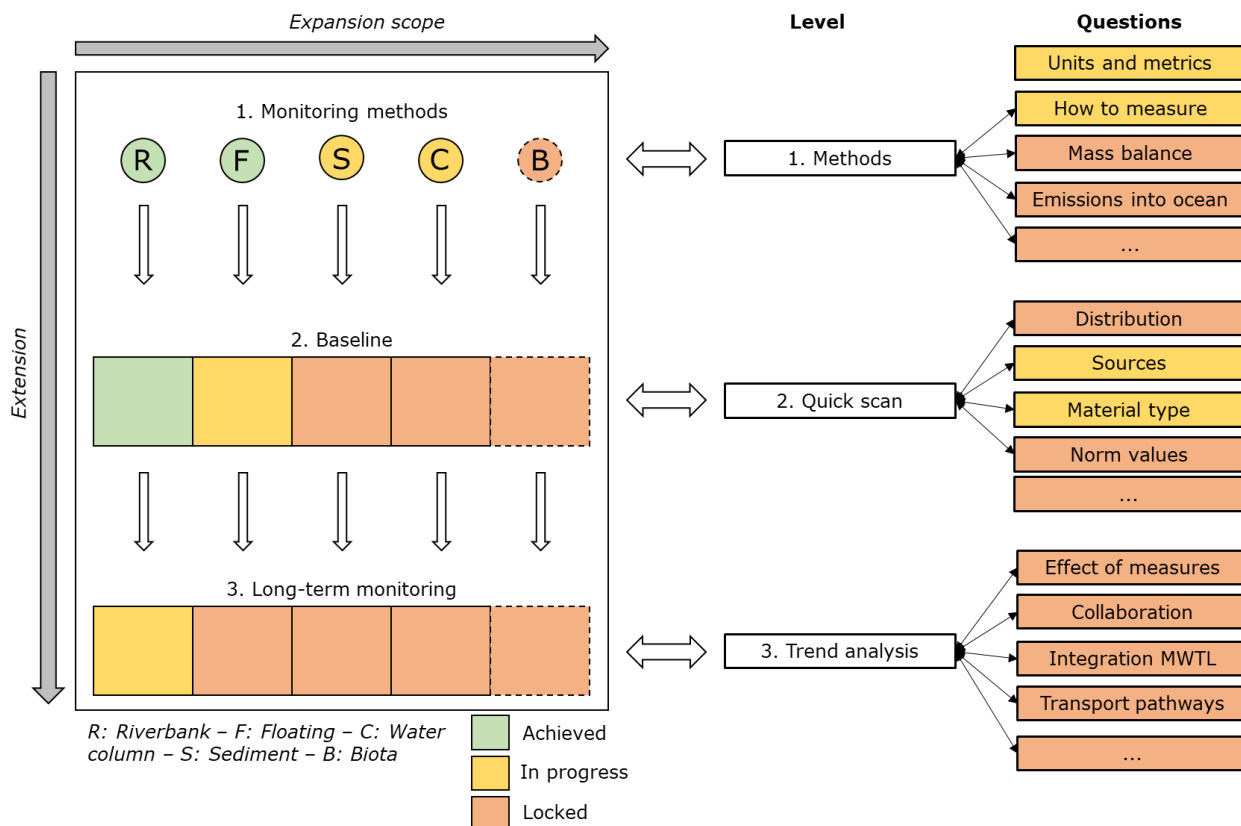 Expansion scope
Level
Questions
Extension
1. Monitoring methods
R
F
S
C
B
2. Baseline
3. Long-term monitoring
1. Methods
2. Quick scan
3. Trend analysis
Units and metrics
How to measure
Mass balance
Emissions into ocean
...
Distribution
Sources
Material type
Norm values
...
Effect of measures
Collaboration
Integration MWTL
Transport pathways
...
R: Riverbank – F: Floating – C: Water
column – S: Sediment – B: Biota
Achieved
In progress
Locked